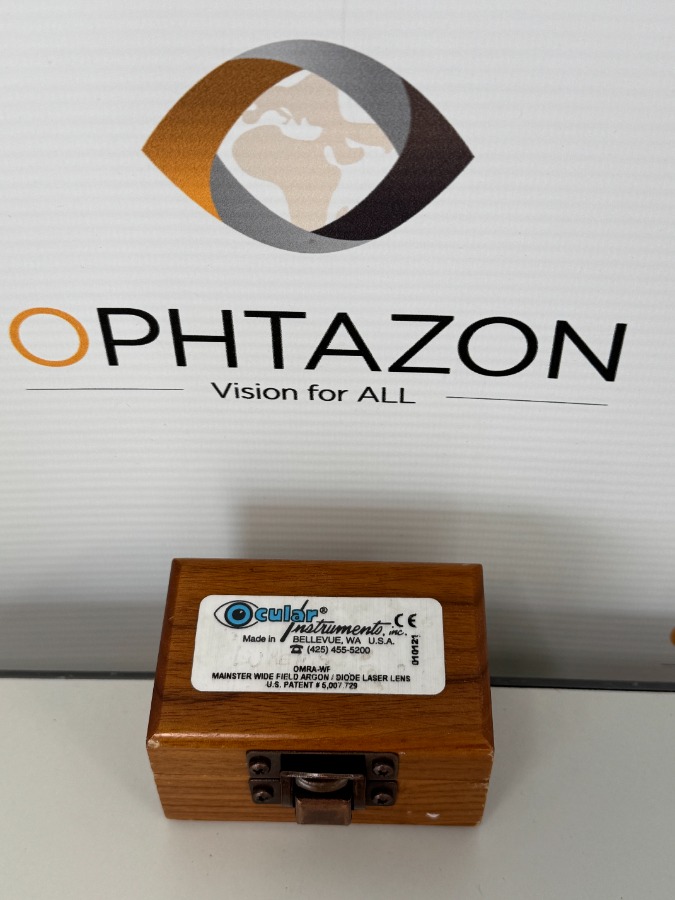 OPHTAZON
Vision for ALL
Ocular®
Instruments, inc.
CE
Made in BELLEVUE, WA U.S.A.
☎ (425) 455-5200
010121
OMRA-WF
MAINSTER WIDE FIELD ARGON / DIODE LASER LENS
U.S. PATENT # 5,007,729